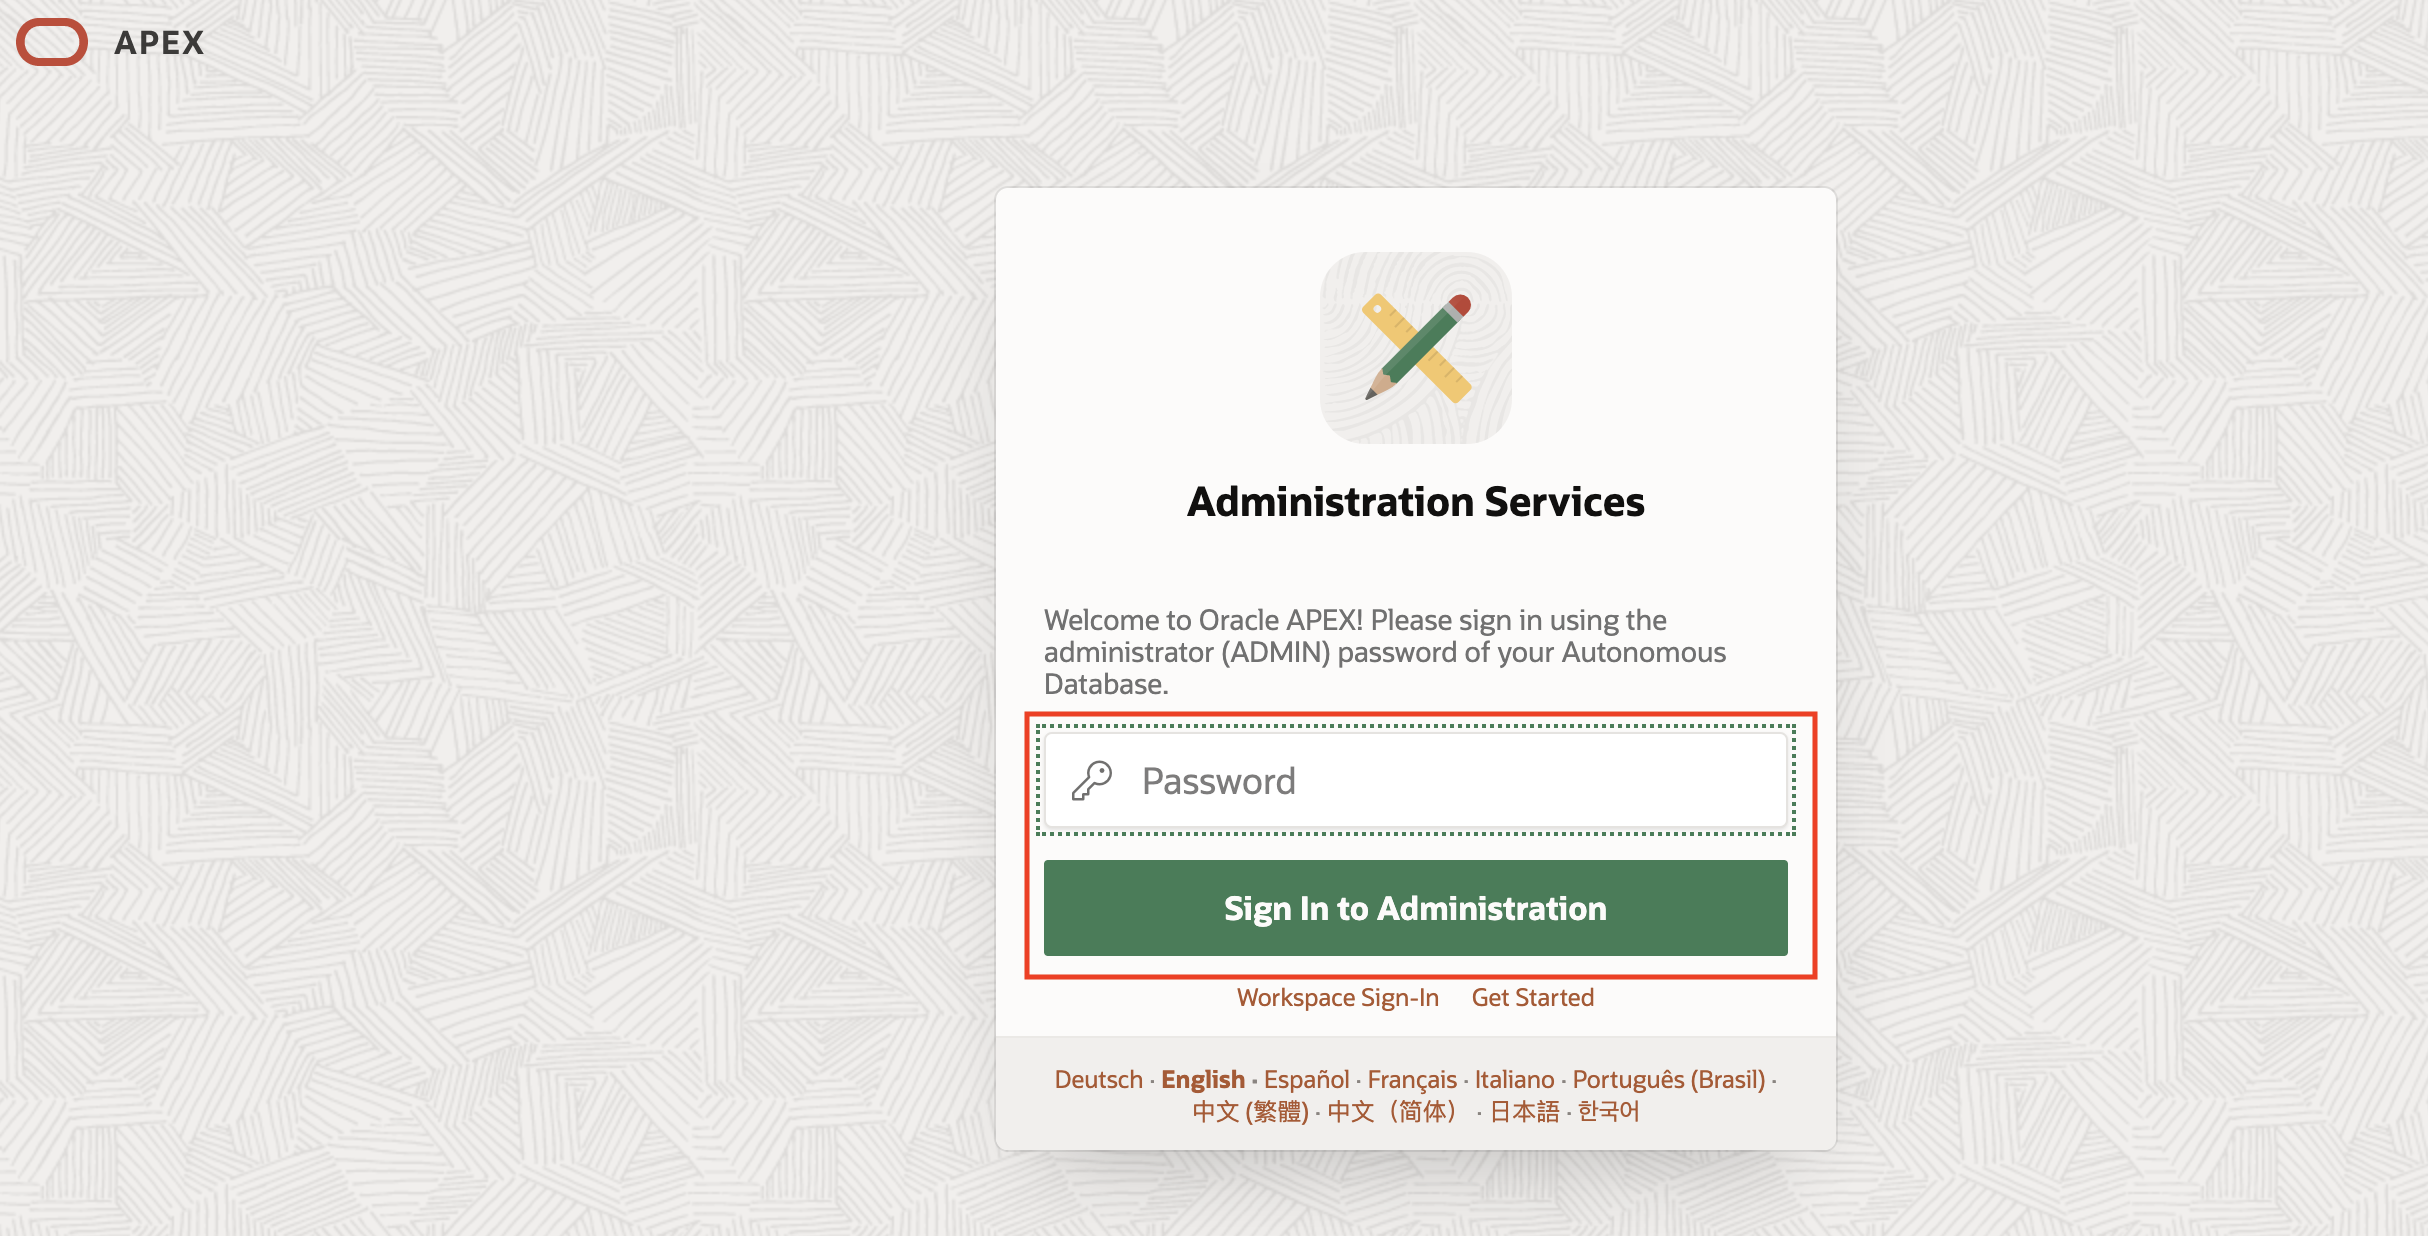 APEX
Administration Services
Welcome to Oracle APEX! Please sign in using the
administrator (ADMIN) password of your Autonomous
Database.
Password
Sign In to Administration
Workspace Sign-In Get Started
Deutsch · English · Español · Français · Italiano · Português (Brasil) ·
中文 (繁體) · 中文（简体） · 日本語 · 한국어